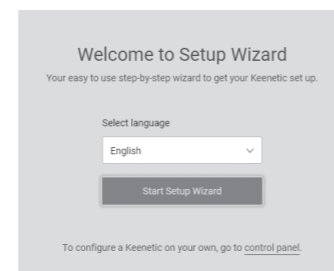 Welcome to Setup Wizard
Your easy to use step-by-step wizard to get your Keenetic set up.
Select language
English
Start Setup Wizard
To configure a Keenetic on your own, go to control panel.